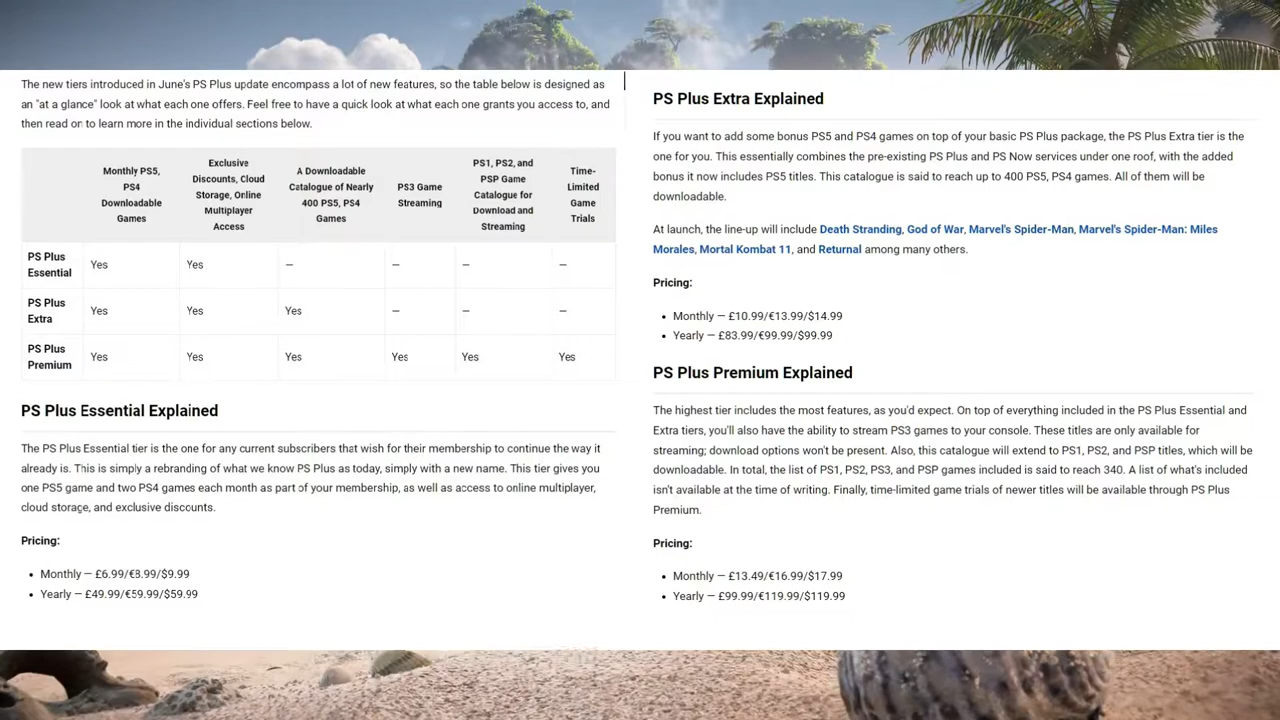 The new tiers introduced in June's PS Plus update encompass a lot of new features, so the table below is designed as
an "at a glance" look at what each one offers. Feel free to have a quick look at what each one grants you access to, and
then read on to learn more in the individual sections below.
Monthly PS5,
PS4
Downloadable
Games
Exclusive
Discounts, Cloud
Storage, Online
Multiplayer
Access
A Downloadable
Catalogue of Nearly
400 PS5, PS4
Games
PS3 Game
Streaming
PS1, PS2, and
PSP Game
Catalogue for
Download and
Streaming
Time-
Limited
Game
Trials
PS Plus
Essential
Yes Yes — — — —
PS Plus
Extra
Yes Yes Yes — — —
PS Plus
Premium
Yes Yes Yes Yes Yes Yes
PS Plus Essential Explained
The PS Plus Essential tier is the one for any current subscribers that wish for their membership to continue the way it
already is. This is simply a rebranding of what we know PS Plus as today, simply with a new name. This tier gives you
one PS5 game and two PS4 games each month as part of your membership, as well as access to online multiplayer,
cloud storage, and exclusive discounts.
Pricing:
• Monthly — £6.99/€8.99/$9.99
• Yearly — £49.99/€59.99/$59.99
PS Plus Extra Explained
If you want to add some bonus PS5 and PS4 games on top of your basic PS Plus package, the PS Plus Extra tier is the
one for you. This essentially combines the pre-existing PS Plus and PS Now services under one roof, with the added
bonus it now includes PS5 titles. This catalogue is said to reach up to 400 PS5, PS4 games. All of them will be
downloadable.
At launch, the line-up will include Death Stranding, God of War, Marvel's Spider-Man, Marvel's Spider-Man: Miles
Morales, Mortal Kombat 11, and Returnal among many others.
Pricing:
• Monthly — £10.99/€13.99/$14.99
• Yearly — £83.99/€99.99/$99.99
PS Plus Premium Explained
The highest tier includes the most features, as you'd expect. On top of everything included in the PS Plus Essential and
Extra tiers, you'll also have the ability to stream PS3 games to your console. These titles are only available for
streaming; download options won't be present. Also, this catalogue will extend to PS1, PS2, and PSP titles, which will be
downloadable. In total, the list of PS1, PS2, PS3, and PSP games included is said to reach 340. A list of what's included
isn't available at the time of writing. Finally, time-limited game trials of newer titles will be available through PS Plus
Premium.
Pricing:
• Monthly — £13.49/€16.99/$17.99
• Yearly — £99.99/€119.99/$119.99